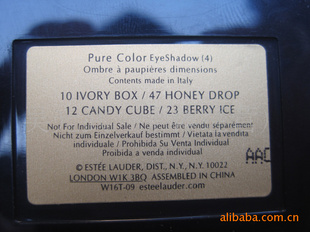 Pure Color EyeShadow (4)
Ombre à paupières dimensions
Contents made in Italy
10 IVORY BOX / 47 HONEY DROP
12 CANDY CUBE / 23 BERRY ICE
Not For Individual Sale / Ne peut être vendu séparément
Nicht zum Einzelverkauf bestimmt / Vietata la vendita
individuale / Prohibida Su Venta Individual
Proibida a venda individual
AAC
© ESTĒE LAUDER, DIST., N.Y., N.Y. 10022
LONDON W1K 3BQ ASSEMBLED IN CHINA
W16T-09 esteelauder.com
alibaba.com.cn